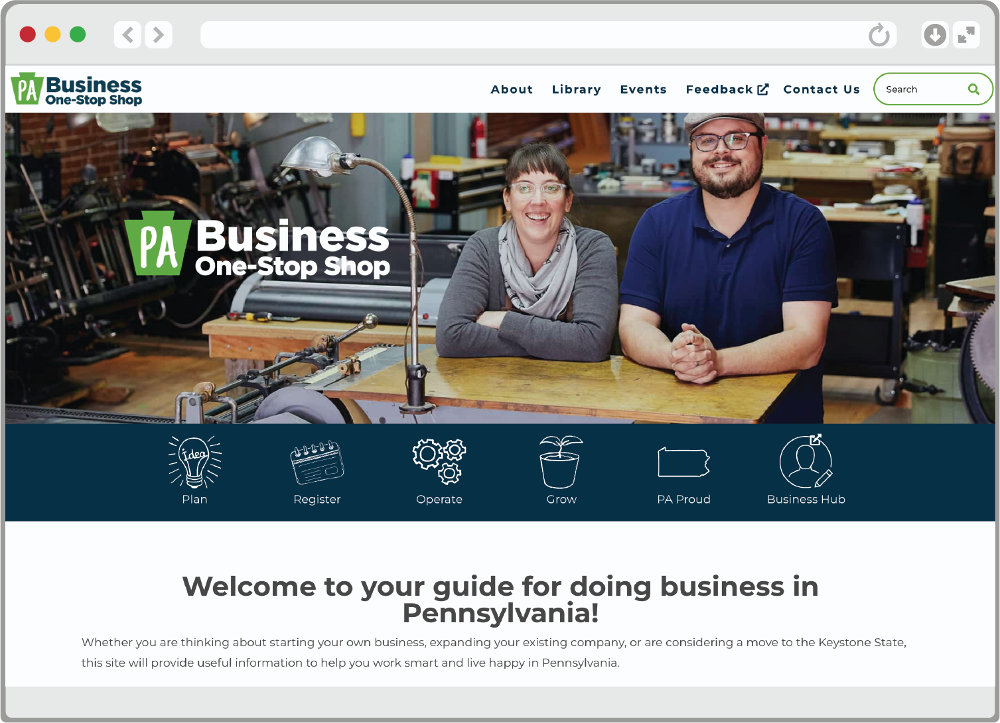 PA Business
One-Stop Shop
About Library Events Feedback Contact Us Search
PA Business
One-Stop Shop
idea
Plan Register Operate Grow PA Proud Business Hub
Welcome to your guide for doing business in
Pennsylvania!
Whether you are thinking about starting your own business, expanding your existing company, or are considering a move to the Keystone State,
this site will provide useful information to help you work smart and live happy in Pennsylvania.